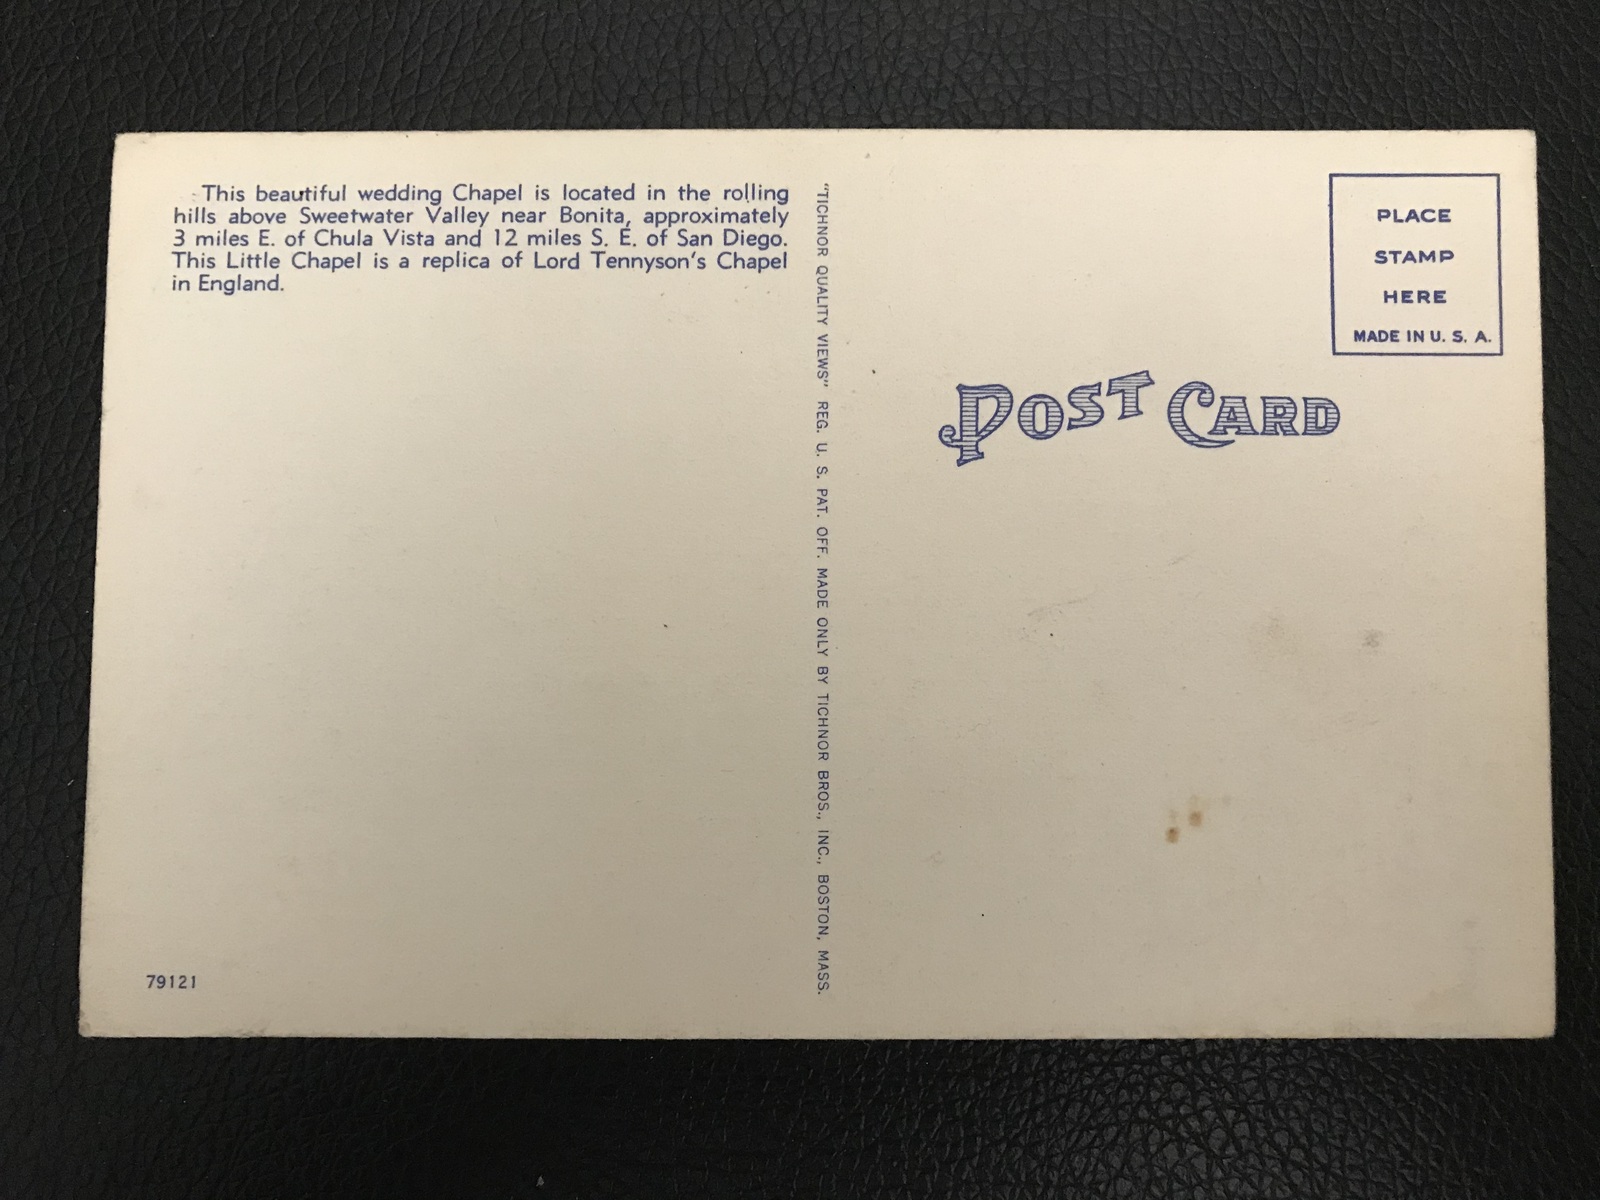 This beautiful wedding Chapel is located in the rolling
hills above Sweetwater Valley near Bonita, approximately
3 miles E. of Chula Vista and 12 miles S. E. of San Diego.
This Little Chapel is a replica of Lord Tennyson's Chapel
in England.
79121
"TICHNOR QUALITY VIEWS" REG. U. S. PAT. OFF. MADE ONLY BY TICHNOR BROS., INC., BOSTON, MASS.
PLACE
STAMP
HERE
MADE IN U. S. A.
POST CARD